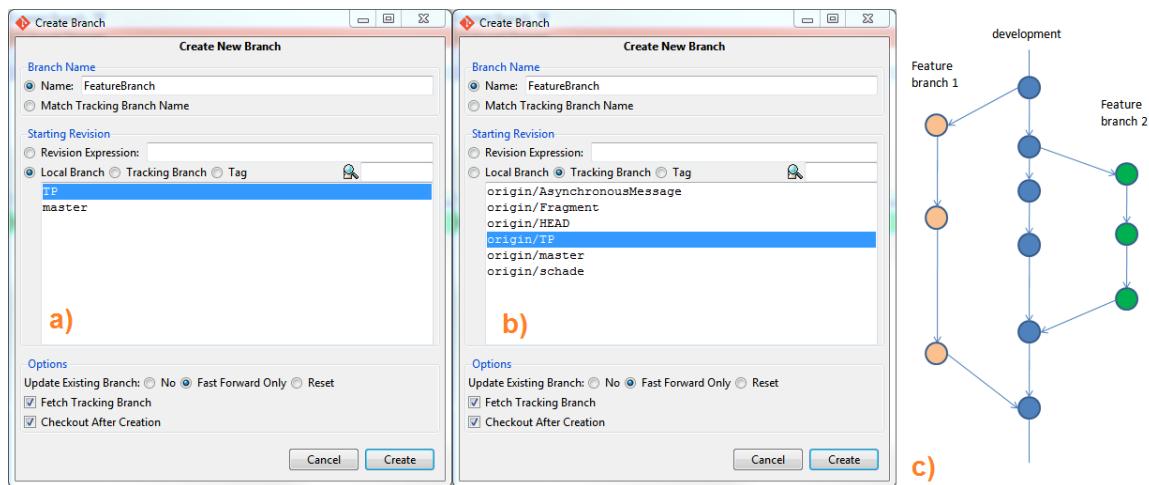 Create Branch
Create New Branch
Branch Name
Name: FeatureBranch
Match Tracking Branch Name
Starting Revision
Revision Expression:
Local Branch Tracking Branch Tag
TP
master
a)
Options
Update Existing Branch: No Fast Forward Only Reset
Fetch Tracking Branch
Checkout After Creation
Cancel Create
Create Branch
Create New Branch
Branch Name
Name: FeatureBranch
Match Tracking Branch Name
Starting Revision
Revision Expression:
Local Branch Tracking Branch Tag
origin/AsynchronousMessage
origin/Fragment
origin/HEAD
origin/TP
origin/master
origin/schade
b)
Options
Update Existing Branch: No Fast Forward Only Reset
Fetch Tracking Branch
Checkout After Creation
Cancel Create
development
Feature
branch 1
Feature
branch 2
c)